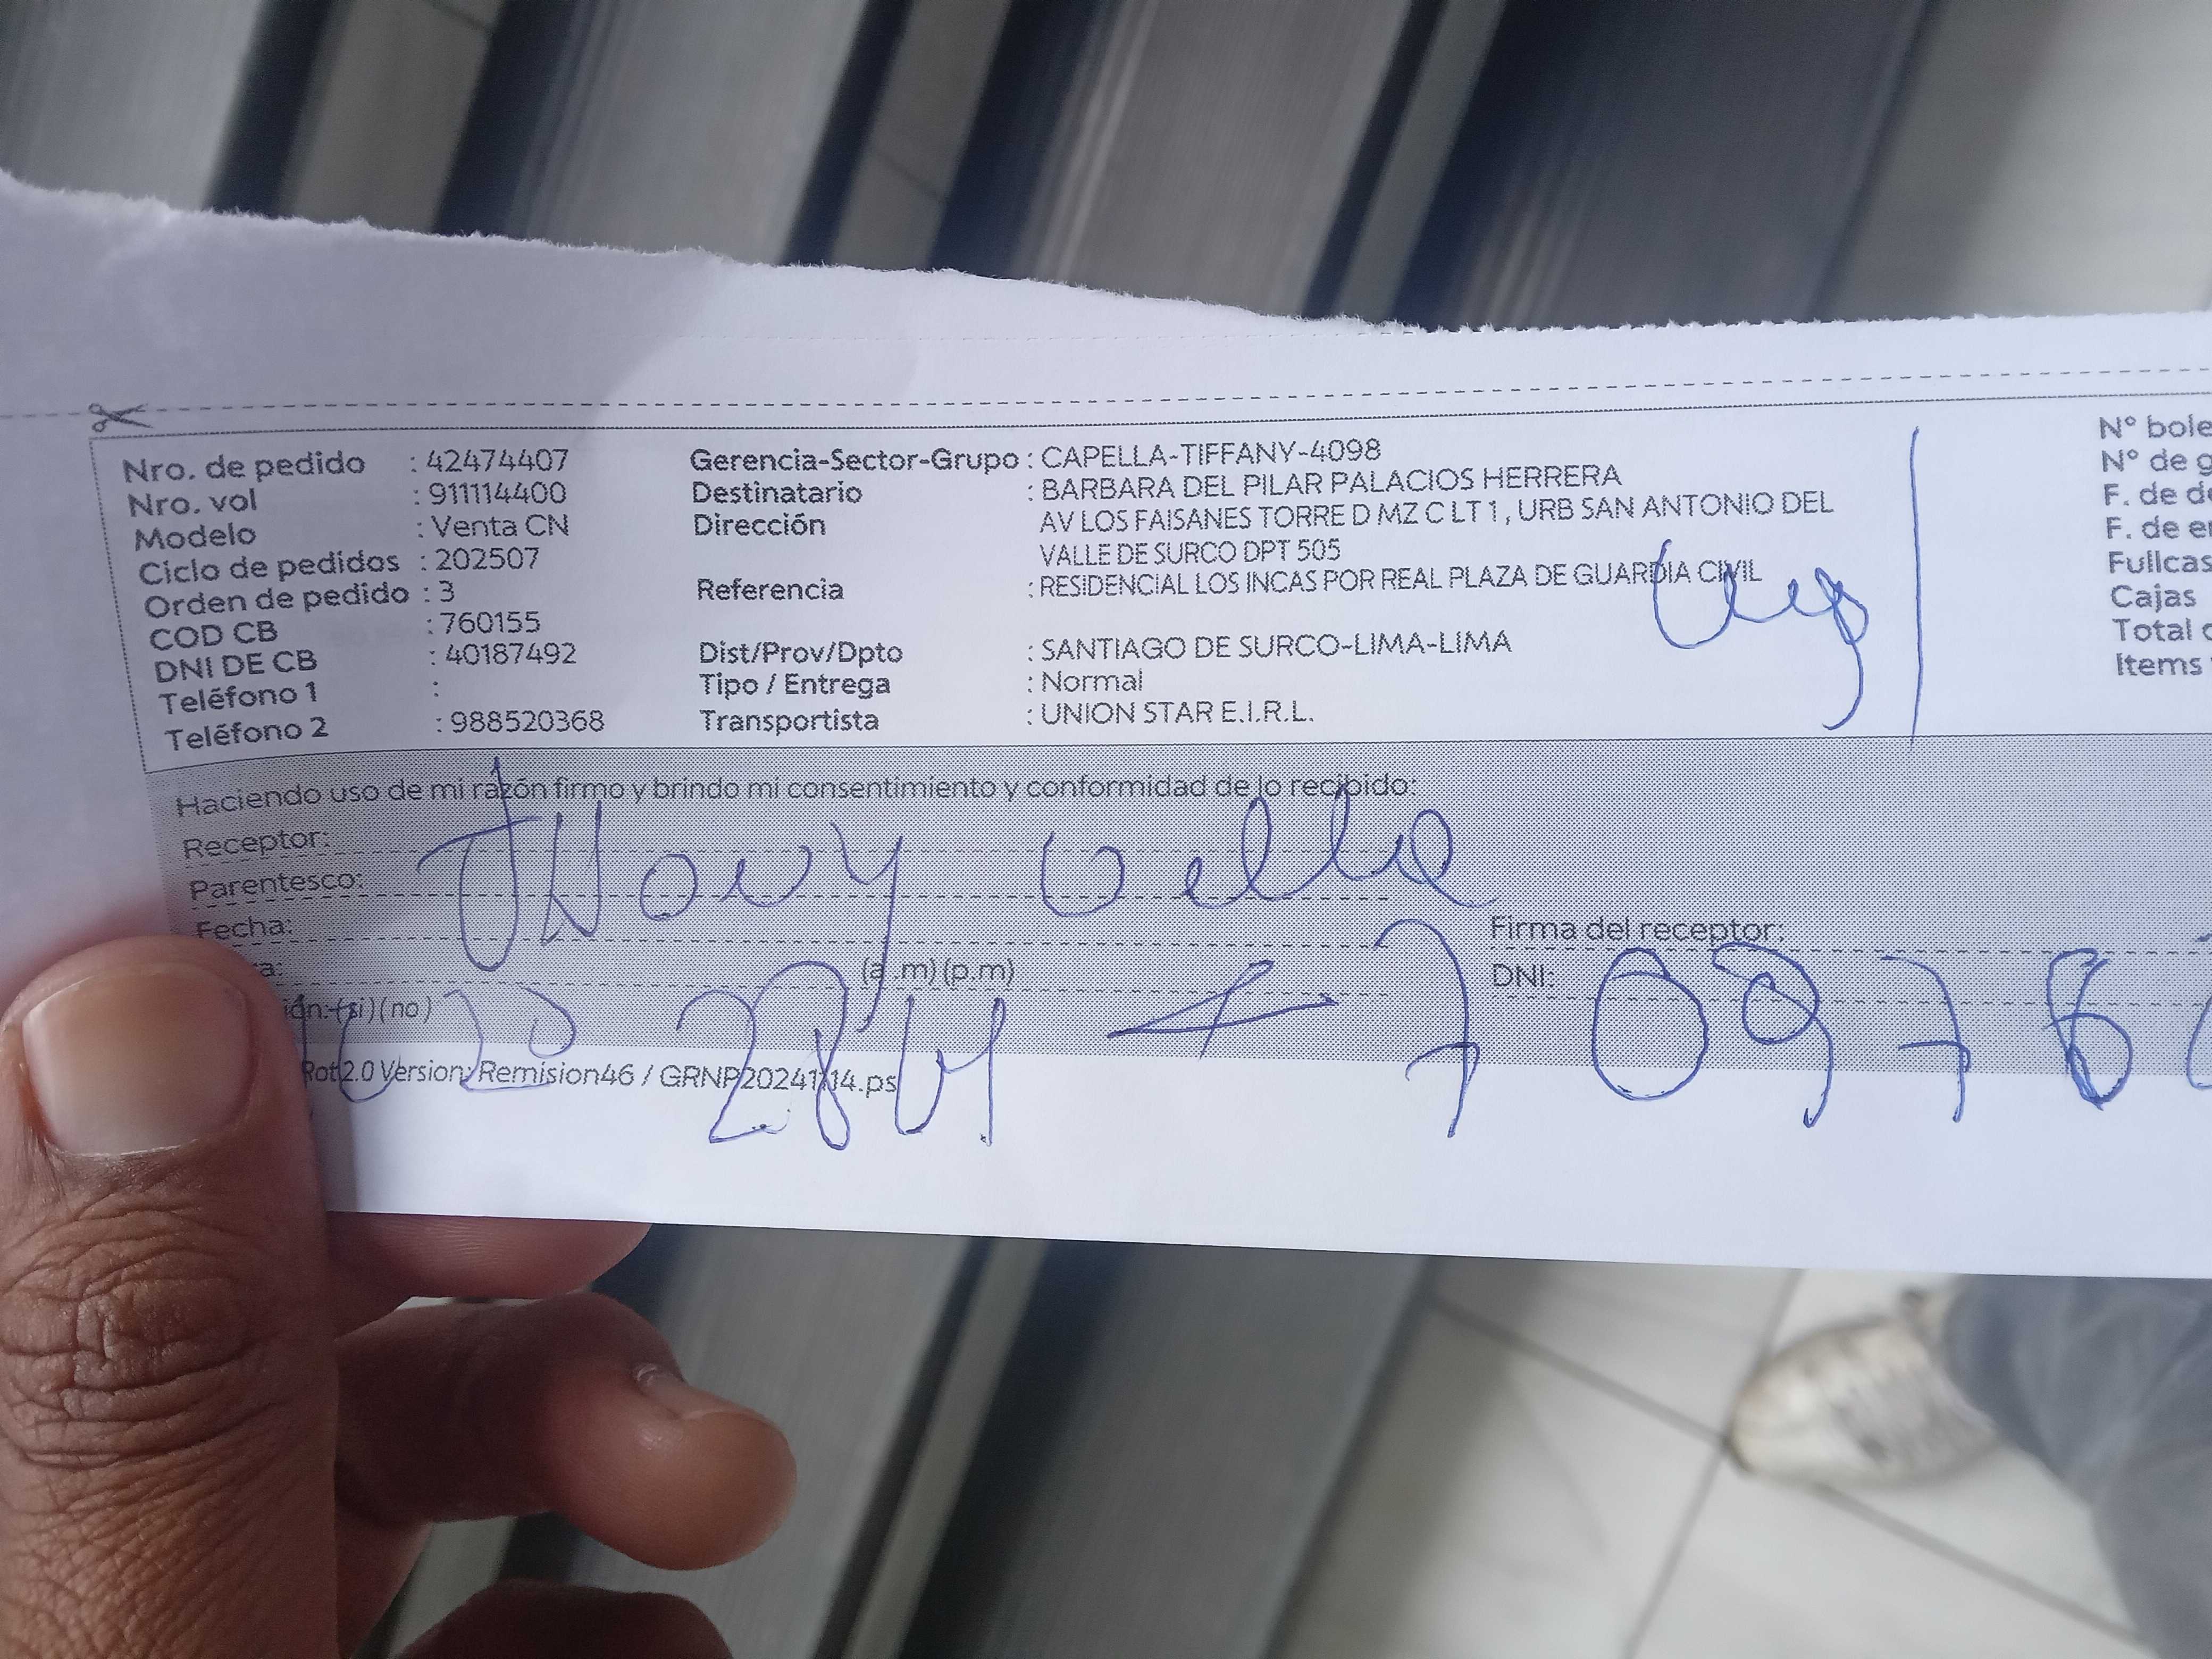 Nro. de pedido : 42474407
Nro. vol : 911114400
Modelo : Venta CN
Ciclo de pedidos : 202507
Orden de pedido : 3
COD CB : 760155
DNI DE CB : 40187492
Teléfono 1 :
Teléfono 2 : 988520368
Gerencia-Sector-Grupo : CAPELLA-TIFFANY-4098
Destinatario : BARBARA DEL PILAR PALACIOS HERRERA
Dirección AV LOS FAISANES TORRE D MZ C LT 1 , URB SAN ANTONIO DEL
VALLE DE SURCO DPT 505
Referencia : RESIDENCIAL LOS INCAS POR REAL PLAZA DE GUARDIA CIVIL
Dist/Prov/Dpto : SANTIAGO DE SURCO-LIMA-LIMA
Tipo / Entrega : Normal
Transportista : UNION STAR E.I.R.L.
N° bole
N° de g
F. de de
F. de en
Fullcas
Cajas
Total
Items
Haciendo uso de mi razón firmo y brindo mi consentimiento y conformidad de lo recibido:
Receptor:
Parentesco:
Fecha:
Firma del receptor:
(a .m) (p.m)
DNI:
(si) (no)
Rot2.0 Version: Remision46 / GRNP20241114.ps